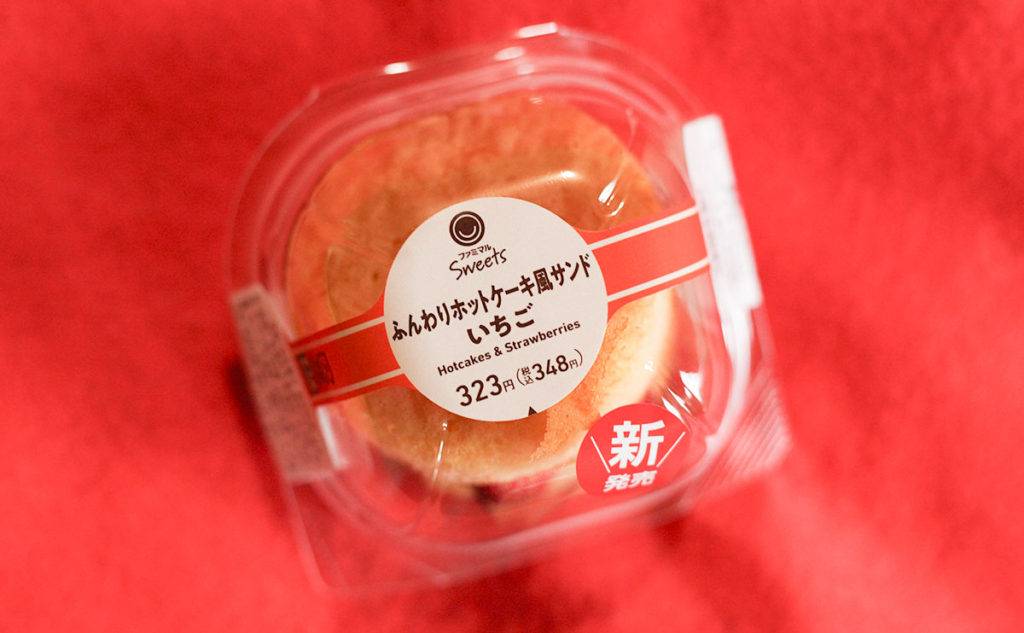 ファミマル
Sweets
ふんわりホットケーキ風サンド
いちご
Hotcakes & Strawberries
323円(税込348円)
新
発売